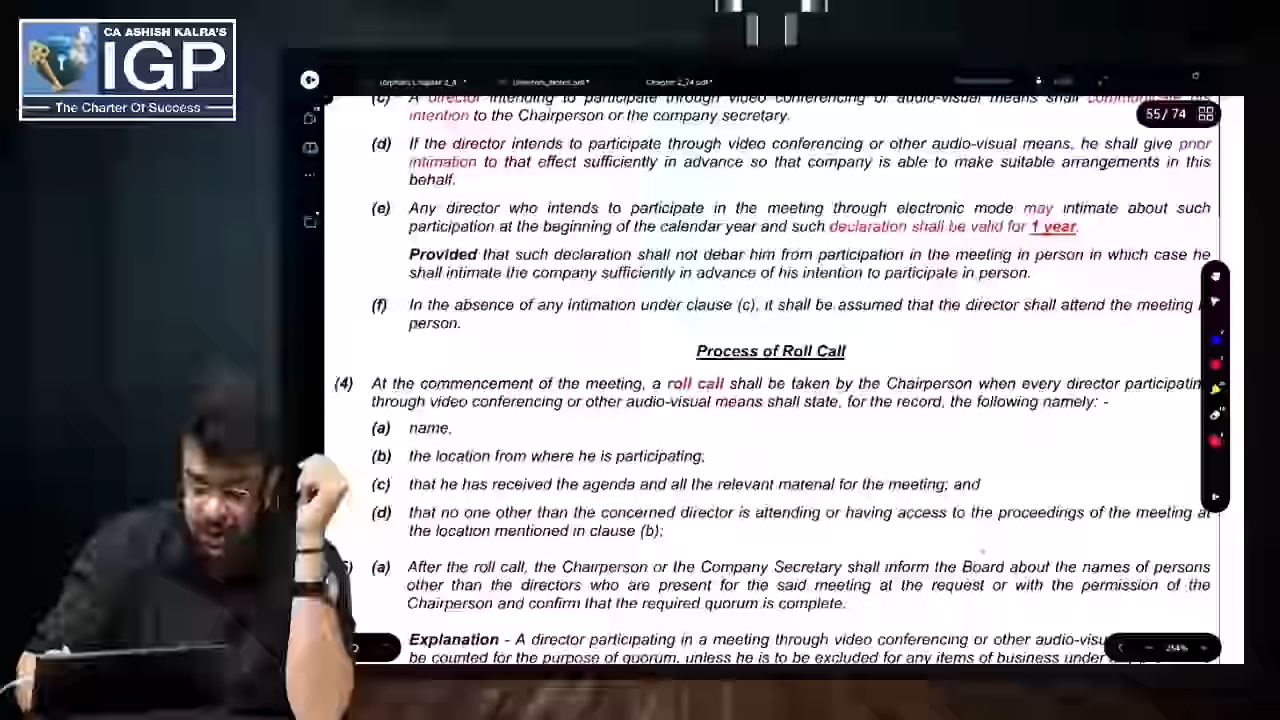 CA ASHISH KALRA'S
IGP
The Charter Of Success
55/ 74
(c) A director intending to participate through video conferencing or audio-visual means shall communicate his
intention to the Chairperson or the company secretary.
(d) If the director intends to participate through video conferencing or other audio-visual means, he shall give prior
intimation to that effect sufficiently in advance so that company is able to make suitable arrangements in this
behalf.
(e) Any director who intends to participate in the meeting through electronic mode may intimate about such
participation at the beginning of the calendar year and such declaration shall be valid for 1 year.
Provided that such declaration shall not debar him from participation in the meeting in person in which case he
shall intimate the company sufficiently in advance of his intention to participate in person.
(f) In the absence of any intimation under clause (c), it shall be assumed that the director shall attend the meeting
person.
Process of Roll Call
(4) At the commencement of the meeting, a roll call shall be taken by the Chairperson when every director participatin
through video conferencing or other audio-visual means shall state, for the record, the following namely: -
(a) name,
(b) the location from where he is participating;
(c) that he has received the agenda and all the relevant material for the meeting; and
(d) that no one other than the concerned director is attending or having access to the proceedings of the meeting at
the location mentioned in clause (b);
(a) After the roll call, the Chairperson or the Company Secretary shall inform the Board about the names of persons
other than the directors who are present for the said meeting at the request or with the permission of the
Chairperson and confirm that the required quorum is complete.
Explanation - A director participating in a meeting through video conferencing or other audio-visu
be counted for the purpose of quorum, unless he is to be excluded for any items of business under